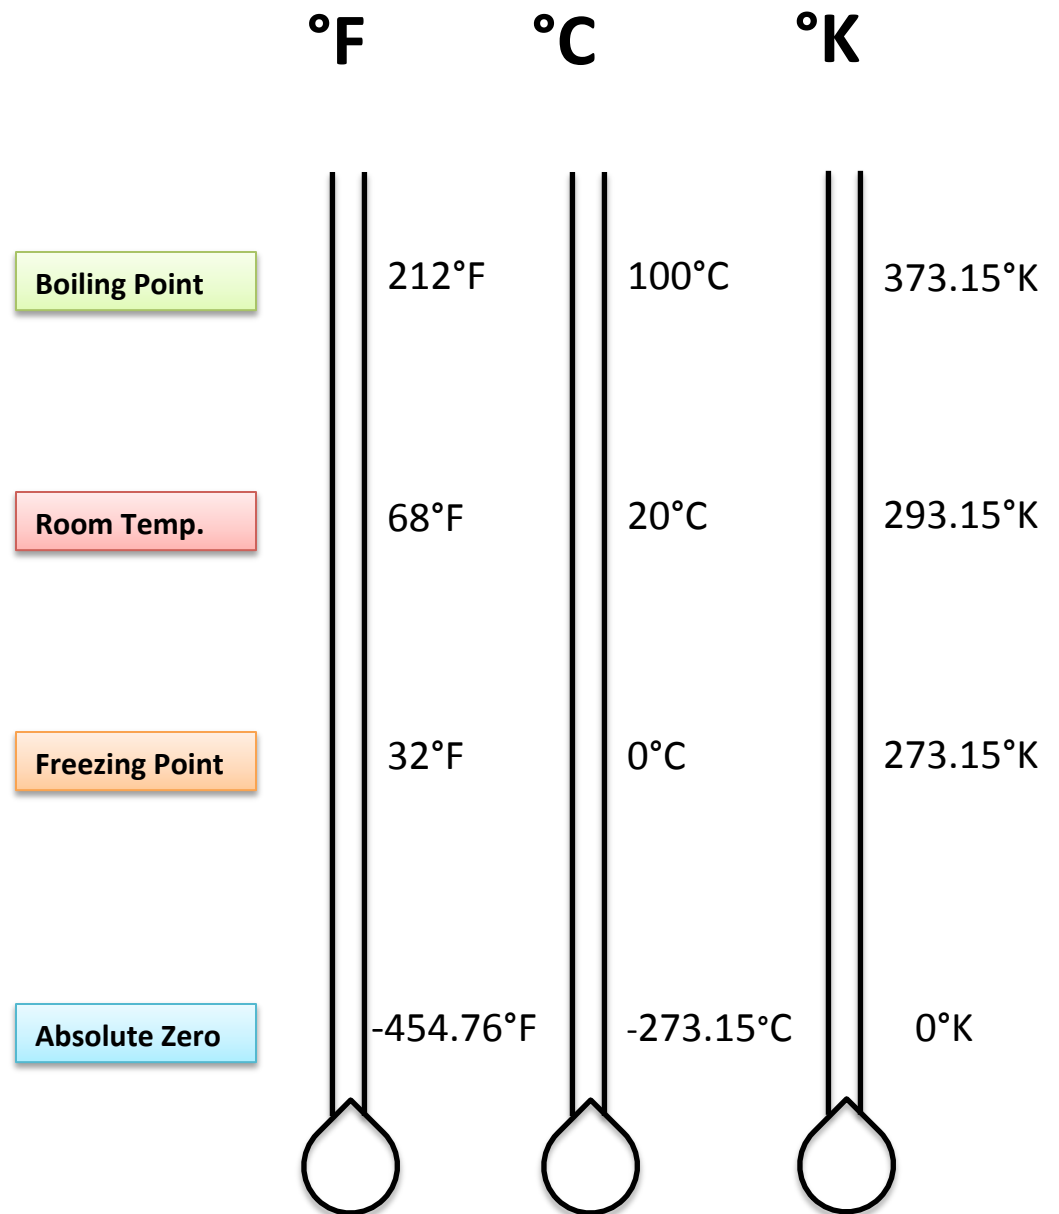 °F °C °K
Boiling Point 212°F 100°C 373.15°K
Room Temp. 68°F 20°C 293.15°K
Freezing Point 32°F 0°C 273.15°K
Absolute Zero -454.76°F -273.15°C 0°K